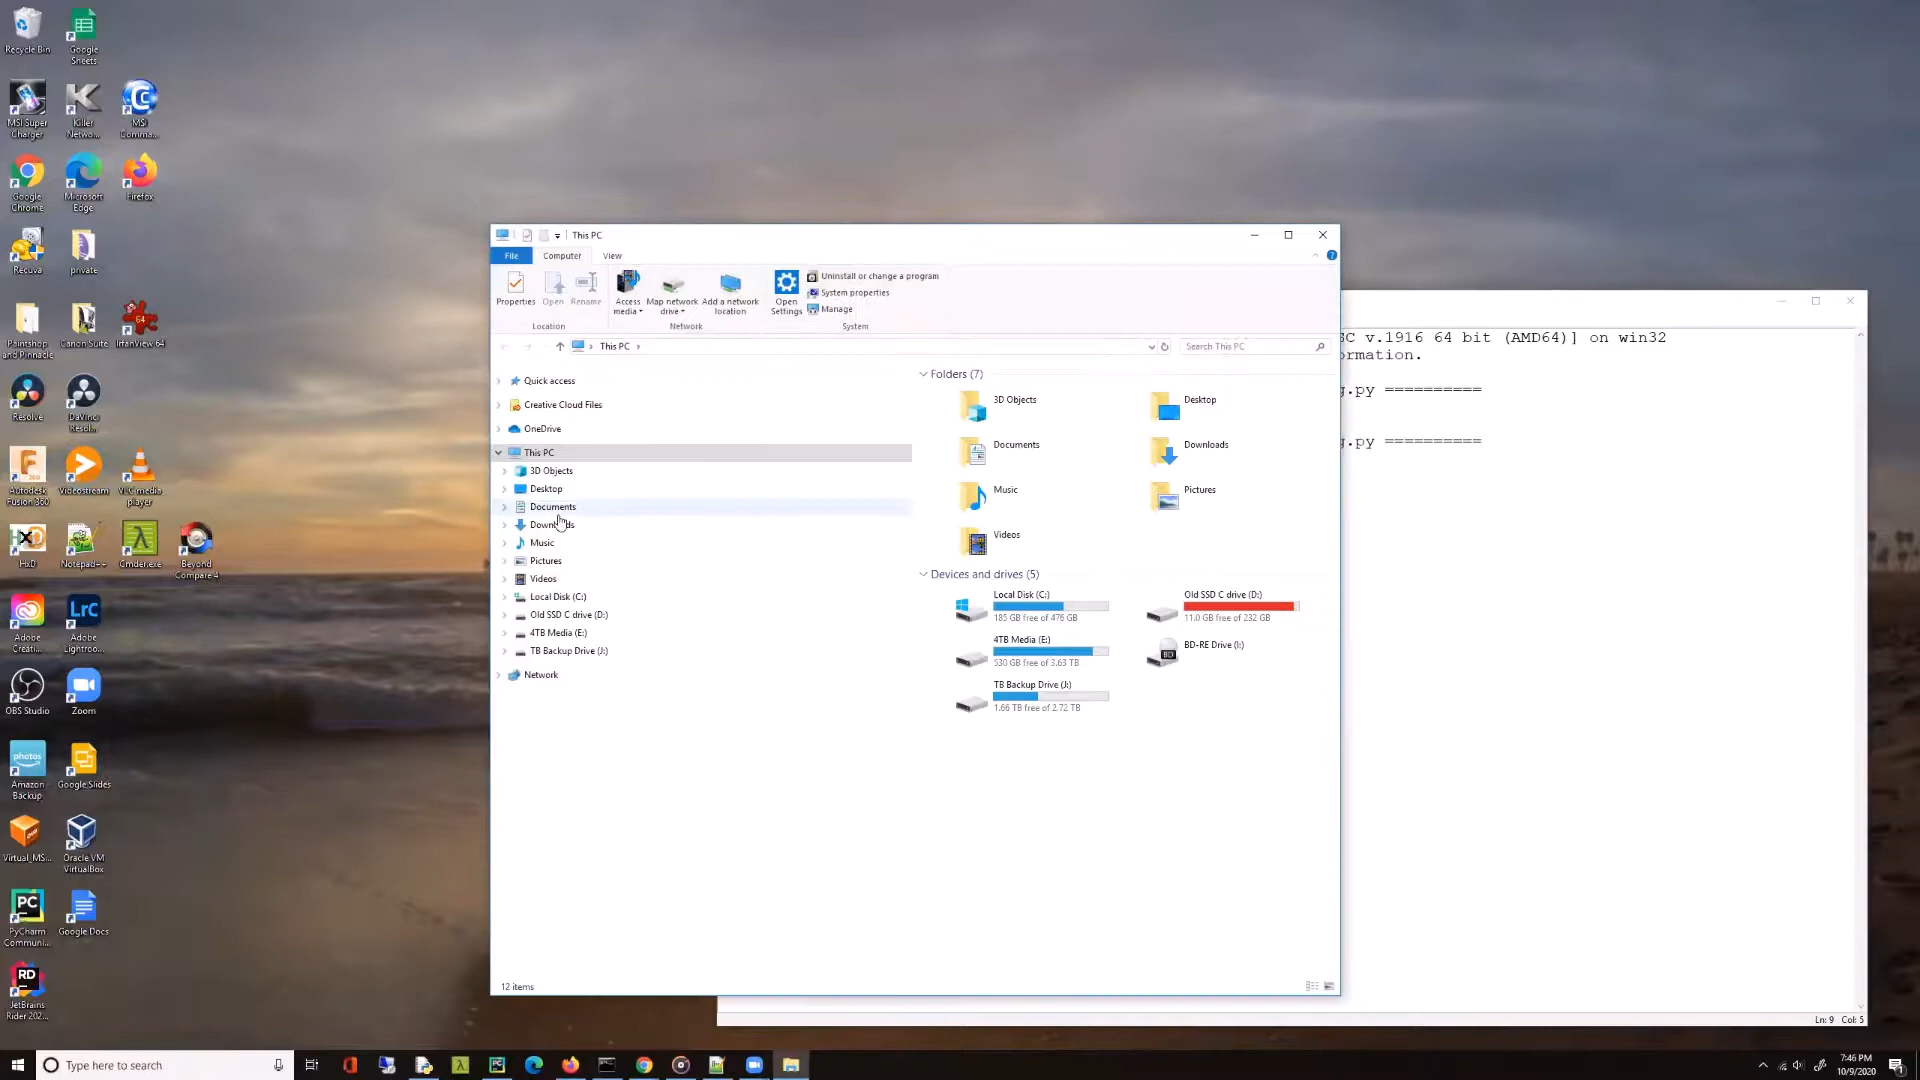 Recycle Bin
Google Sheets
MSI Super Charger
Killer Netwo...
MSI Comma...
Google Chrome
Microsoft Edge
Firefox
Recuva
private
Paintshop and Pinnacle
Canon Suite
IrfanView 64
Resolve
DaVinci Resol...
Autodesk Fusion 360
Videostream
VLC media player
HxD
Notepad++
Cmder.exe
Beyond Compare 4
Adobe Creati...
Adobe Lightroo...
OBS Studio
Zoom
Amazon Backup
Google Slides
Virtual_MS...
Oracle VM VirtualBox
PyCharm Communi...
Google Docs
JetBrains Rider 202...
This PC
File Computer View
Properties Open Rename
Location
Access media
Map network drive
Add a network location
Network
Open Settings
Uninstall or change a program
System properties
Manage
System
This PC
Search This PC
Quick access
Creative Cloud Files
OneDrive
This PC
3D Objects
Desktop
Documents
Downloads
Music
Pictures
Videos
Local Disk (C:)
Old SSD C drive (D:)
4TB Media (E:)
TB Backup Drive (J:)
Network
Folders (7)
3D Objects
Desktop
Documents
Downloads
Music
Pictures
Videos
Devices and drives (5)
Local Disk (C:)
185 GB free of 476 GB
Old SSD C drive (D:)
11.0 GB free of 232 GB
4TB Media (E:)
530 GB free of 3.63 TB
BD-RE Drive (I:)
TB Backup Drive (J:)
1.66 TB free of 2.72 TB
12 items
SC v.1916 64 bit (AMD64)] on win32
ormation.
g.py ==========
g.py ==========
Ln: 9 Col: 5
Type here to search
7:46 PM
10/9/2020